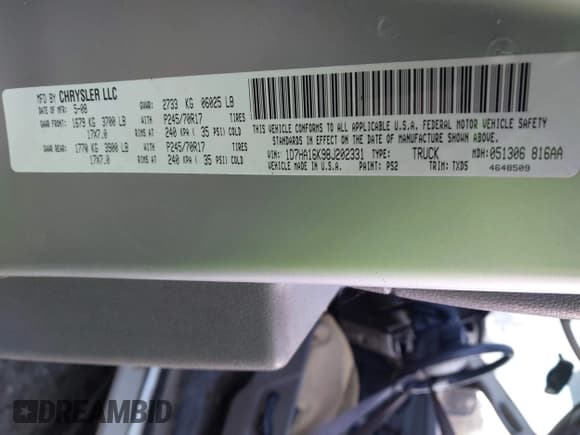 MFD BY CHRYSLER LLC
DATE OF MFR: 5-08
GVWR: 2733 KG 06025 LB
GAWR FRONT: 1679 KG 3700 LB WITH P245/70R17
17X7.0 RIMS AT 240 KPA ( 35 PSI) COLD
GAWR REAR: 1770 KG 3900 LB WITH P245/70R17
17X7.0 RIMS AT 240 KPA ( 35 PSI) COLD
THIS VEHICLE CONFORMS TO ALL APPLICABLE U.S.A. FEDERAL MOTOR VEHICLE SAFETY
STANDARDS IN EFFECT ON THE DATE OF MANUFACTURE SHOWN ABOVE.
VIN: 1D7HA16K98J202331 TYPE: TRUCK MDH: 051306 816AA
VEHICLE MADE IN U.S.A. PAINT: PS2 TRIM: TXD5 4648509
DREAMBID